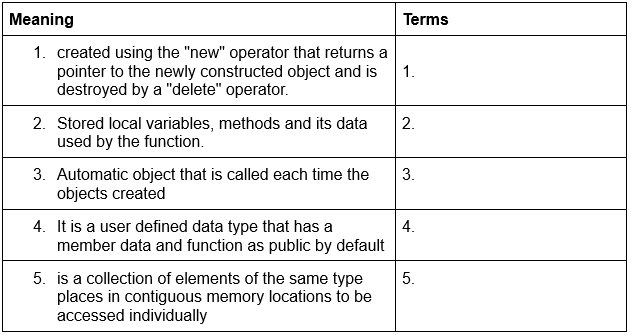 Meaning Terms
1. created using the "new" operator that returns a
pointer to the newly constructed object and is
destroyed by a "delete" operator.
1.
2. Stored local variables, methods and its data
used by the function.
2.
3. Automatic object that is called each time the
objects created
3.
4. It is a user defined data type that has a
member data and function as public by default
4.
5. is a collection of elements of the same type
places in contiguous memory locations to be
accessed individually
5.